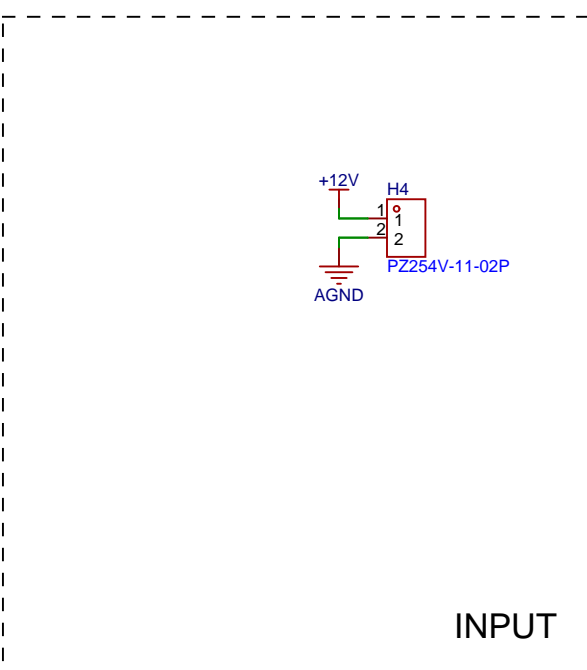 +12V
H4
1 1
2 2
PZ254V-11-02P
AGND
INPUT